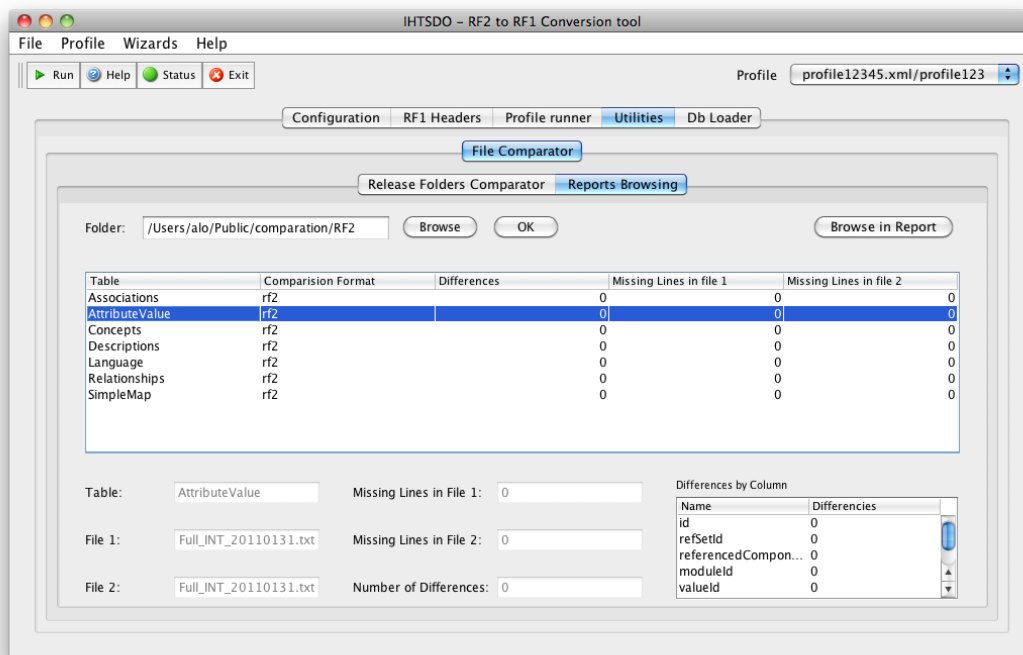 IHTSDO – RF2 to RF1 Conversion tool
File Profile Wizards Help
Run Help Status Exit Profile profile12345.xml/profile123
Configuration RF1 Headers Profile runner Utilities Db Loader
File Comparator
Release Folders Comparator Reports Browsing
Folder: /Users/alo/Public/comparation/RF2 Browse OK Browse in Report
Table Comparision Format Differences Missing Lines in file 1 Missing Lines in file 2
Associations rf2 0 0 0
AttributeValue rf2 0 0 0
Concepts rf2 0 0 0
Descriptions rf2 0 0 0
Language rf2 0 0 0
Relationships rf2 0 0 0
SimpleMap rf2 0 0 0
Table: AttributeValue Missing Lines in File 1: 0
File 1: Full_INT_20110131.txt Missing Lines in File 2: 0
File 2: Full_INT_20110131.txt Number of Differences: 0
Differences by Column
Name Differencies
id 0
refSetId 0
referencedCompon... 0
moduleId 0
valueId 0